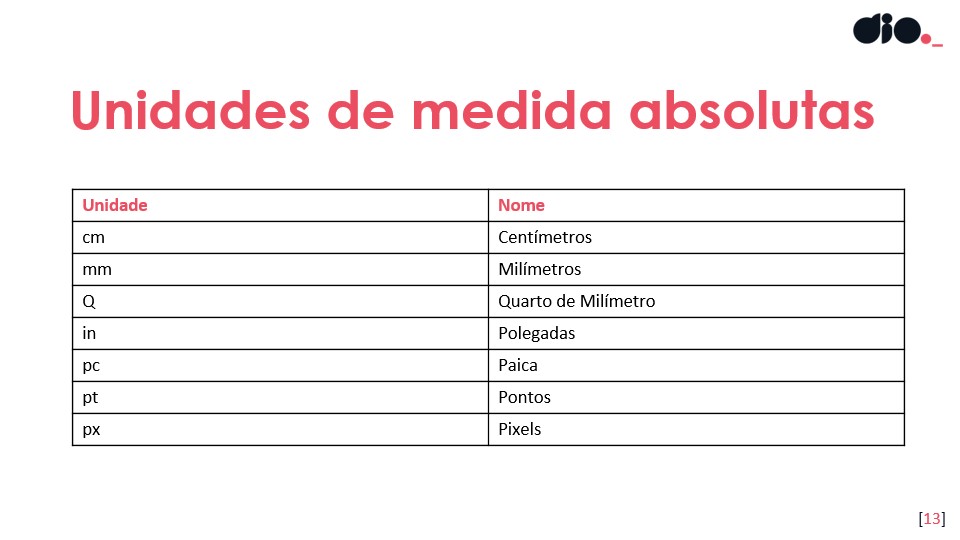 dio._
Unidades de medida absolutas
Unidade Nome
cm Centímetros
mm Milímetros
Q Quarto de Milímetro
in Polegadas
pc Paica
pt Pontos
px Pixels
[13]